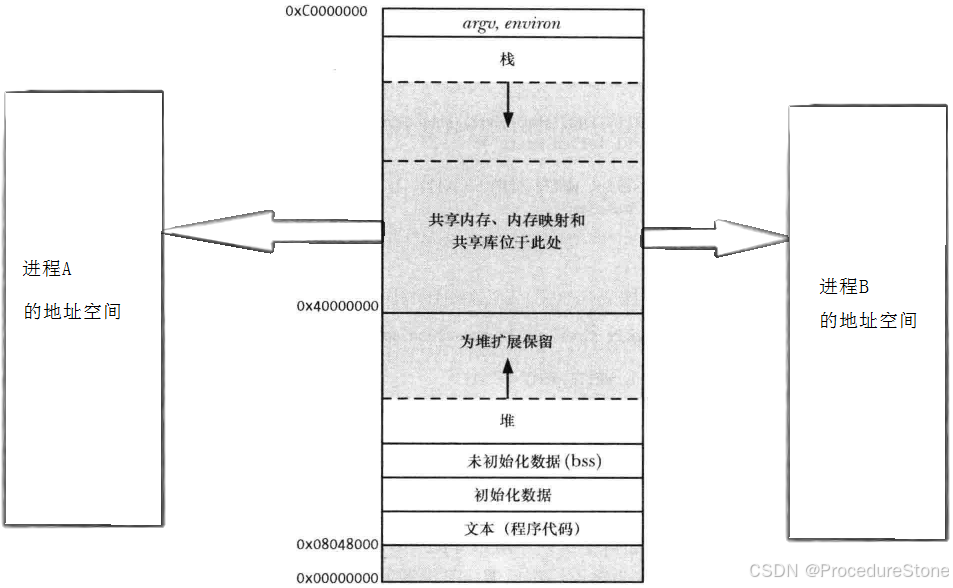 0xC0000000
argv, environ
栈
共享内存、内存映射和
共享库位于此处
进程A
的地址空间
进程B
的地址空间
0x40000000
为堆扩展保留
堆
未初始化数据(bss)
初始化数据
文本（程序代码）
0x08048000
0x00000000
CSDN @ProcedureStone